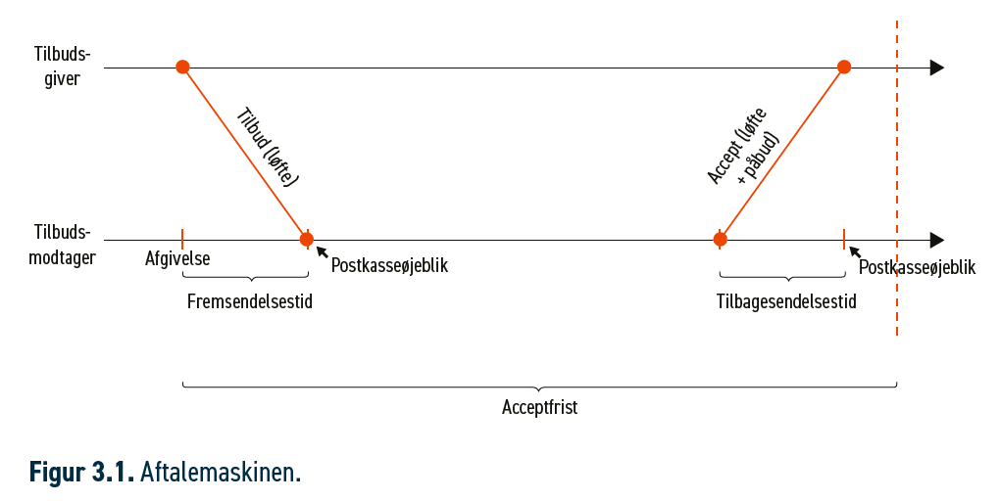 Tilbuds-
giver
Tilbud (løfte)
Accept (løfte
+ påbud)
Tilbuds-
modtager
Afgivelse
Postkasseøjeblik
Postkasseøjeblik
Fremsendelsestid
Tilbagesendelsestid
Acceptfrist
Figur 3.1. Aftalemaskinen.